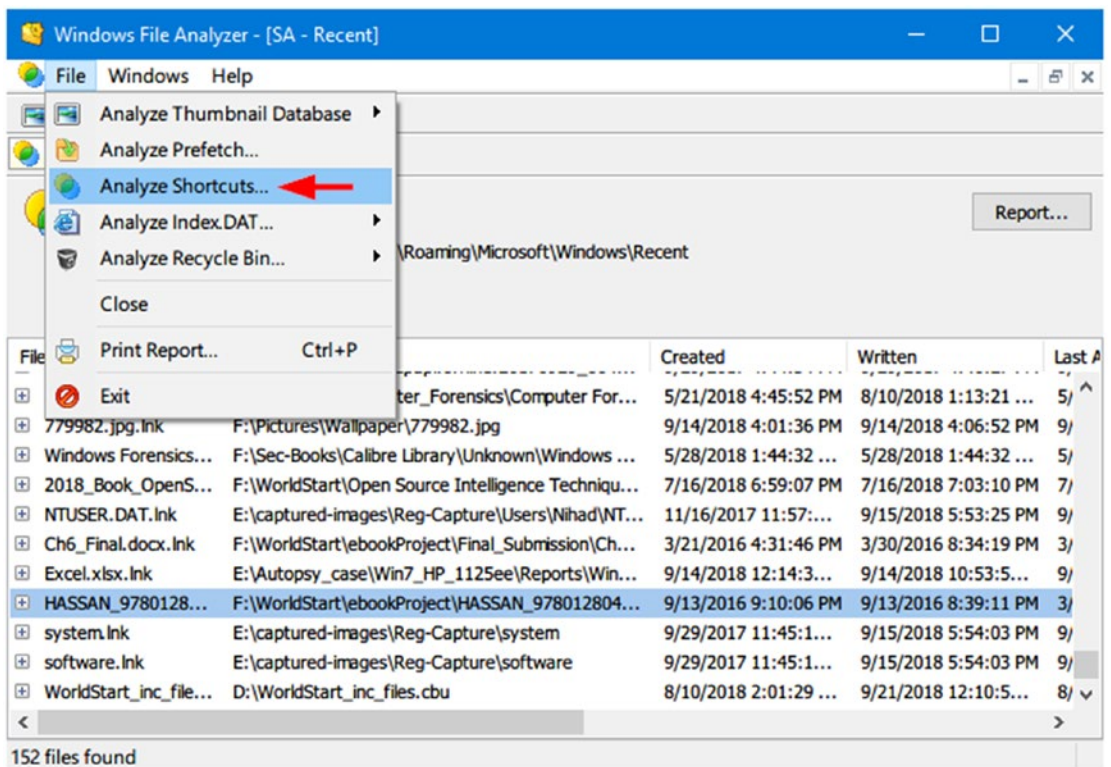 Windows File Analyzer - [SA - Recent]
File Windows Help
Analyze Thumbnail Database
Analyze Prefetch...
Analyze Shortcuts...
Analyze Index.DAT...
Analyze Recycle Bin...
Close
Print Report... Ctrl+P
Exit
Report...
\Roaming\Microsoft\Windows\Recent
File Created Written Last A
ter_Forensics\Computer For... 5/21/2018 4:45:52 PM 8/10/2018 1:13:21 ... 5/
779982.jpg.lnk F:\Pictures\Wallpaper\779982.jpg 9/14/2018 4:01:36 PM 9/14/2018 4:06:52 PM 9/
Windows Forensics... F:\Sec-Books\Calibre Library\Unknown\Windows ... 5/28/2018 1:44:32 ... 5/28/2018 1:44:32 ... 5/
2018_Book_OpenS... F:\WorldStart\Open Source Intelligence Techniqu... 7/16/2018 6:59:07 PM 7/16/2018 7:03:10 PM 7/
NTUSER.DAT.lnk E:\captured-images\Reg-Capture\Users\Nihad\NT... 11/16/2017 11:57:... 9/15/2018 5:53:25 PM 9/
Ch6_Final.docx.lnk F:\WorldStart\ebookProject\Final_Submission\Ch... 3/21/2016 4:31:46 PM 3/30/2016 8:34:19 PM 3/
Excel.xlsx.lnk E:\Autopsy_case\Win7_HP_1125ee\Reports\Win... 9/14/2018 12:14:3... 9/14/2018 10:53:5... 9/
HASSAN_9780128... F:\WorldStart\ebookProject\HASSAN_978012804... 9/13/2016 9:10:06 PM 9/13/2016 8:39:11 PM 3/
system.lnk E:\captured-images\Reg-Capture\system 9/29/2017 11:45:1... 9/15/2018 5:54:03 PM 9/
software.lnk E:\captured-images\Reg-Capture\software 9/29/2017 11:45:1... 9/15/2018 5:54:03 PM 9/
WorldStart_inc_file... D:\WorldStart_inc_files.cbu 8/10/2018 2:01:29 ... 9/21/2018 12:10:5... 8/
152 files found